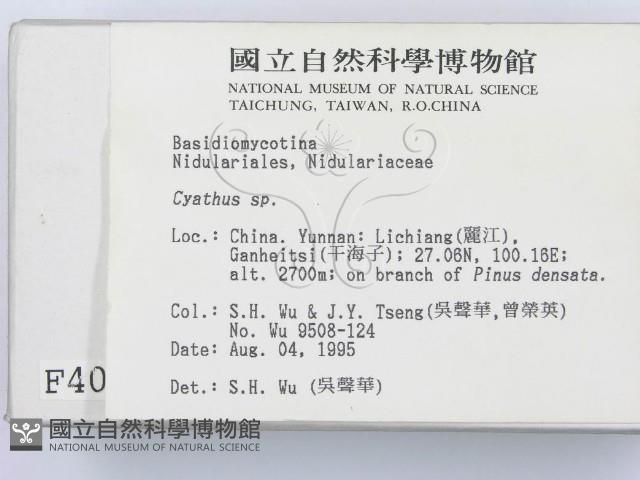 國立自然科學博物館
NATIONAL MUSEUM OF NATURAL SCIENCE
TAICHUNG, TAIWAN, R.O.CHINA
Basidiomycotina
Nidulariales, Nidulariaceae
Cyathus sp.
Loc.: China. Yunnan: Lichiang(麗江),
Ganheitsi(干海子); 27.06N, 100.16E;
alt. 2700m; on branch of Pinus densata.
Col.: S.H. Wu & J.Y. Tseng(吳聲華,曾榮英)
No. Wu 9508-124
Date: Aug. 04, 1995
Det.: S.H. Wu (吳聲華)
F40
國立自然科學博物館
NATIONAL MUSEUM OF NATURAL SCIENCE